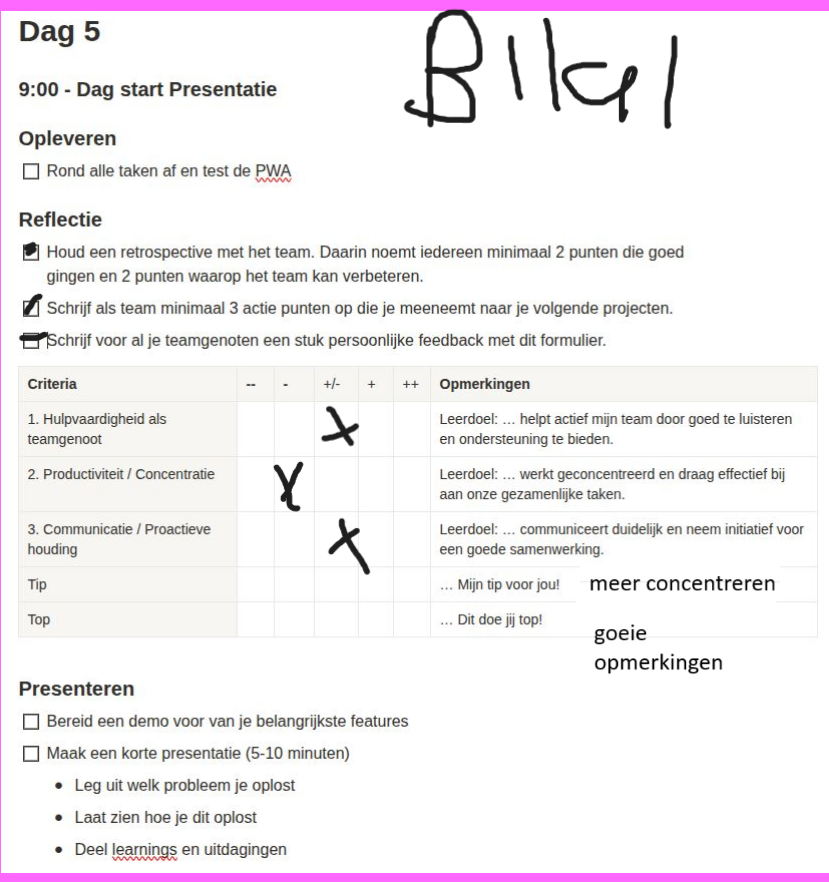 Dag 5
9:00 - Dag start Presentatie
Opleveren
Rond alle taken af en test de PWA
Reflectie
Houd een retrospective met het team. Daarin noemt iedereen minimaal 2 punten die goed
gingen en 2 punten waarop het team kan verbeteren.
Schrijf als team minimaal 3 actie punten op die je meeneemt naar je volgende projecten.
Schrijf voor al je teamgenoten een stuk persoonlijke feedback met dit formulier.
Criteria -- - +/- + ++ Opmerkingen
1. Hulpvaardigheid als
teamgenoot
Leerdoel: … helpt actief mijn team door goed te luisteren
en ondersteuning te bieden.
2. Productiviteit / Concentratie
Leerdoel: … werkt geconcentreerd en draag effectief bij
aan onze gezamenlijke taken.
3. Communicatie / Proactieve
houding
Leerdoel: … communiceert duidelijk en neem initiatief voor
een goede samenwerking.
Tip … Mijn tip voor jou! meer concentreren
Top … Dit doe jij top! goeie
opmerkingen
Presenteren
Bereid een demo voor van je belangrijkste features
Maak een korte presentatie (5-10 minuten)
• Leg uit welk probleem je oplost
• Laat zien hoe je dit oplost
• Deel learnings en uitdagingen